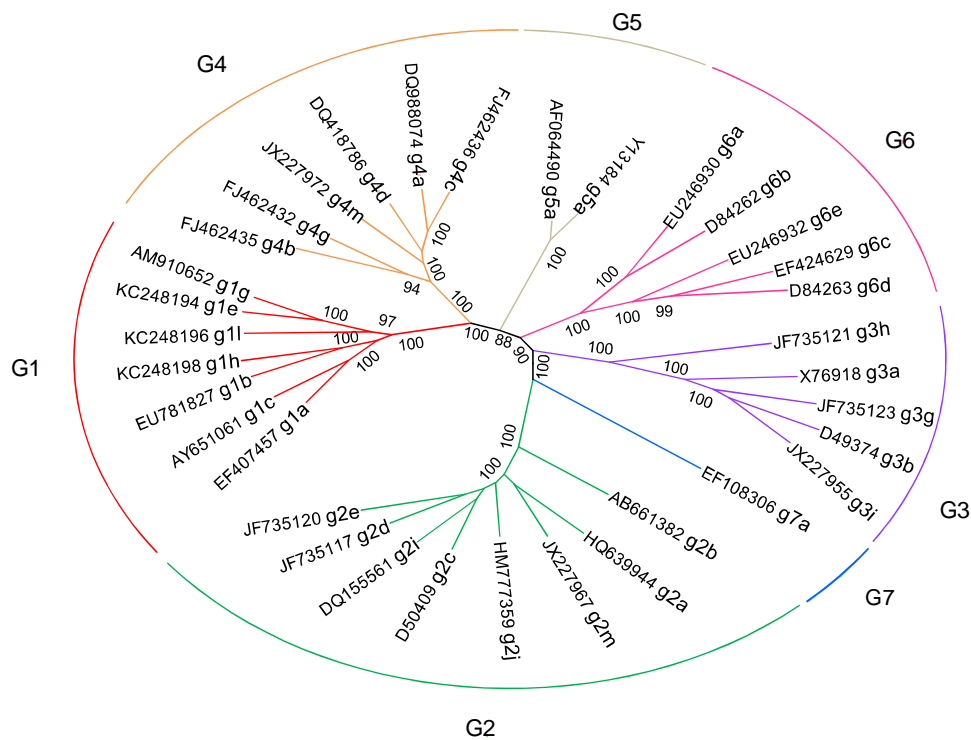 G5
G4
G6
G1
G3
G7
G2
DQ988074 g4a
FJ462436 g4c
DQ418786 g4d
JX227972 g4m
FJ462432 g4g
FJ462435 g4b
AF064490 g5a
Y13184 g5a
EU246930 g6a
D84262 g6b
EU246932 g6e
EF424629 g6c
D84263 g6d
AM910652 g1g
KC248194 g1e
KC248196 g1l
KC248198 g1h
EU781827 g1b
AY651061 g1c
EF407457 g1a
JF735121 g3h
X76918 g3a
JF735123 g3g
D49374 g3b
JX227955 g3i
EF108306 g7a
AB661382 g2b
HQ639944 g2a
JX227967 g2m
HM777359 g2j
D50409 g2c
DQ155561 g2i
JF735117 g2d
JF735120 g2e
100
100
94
100
100
100
100
99
100
100
97
100
100
100
100
88
90
100
100
100
100
100
100